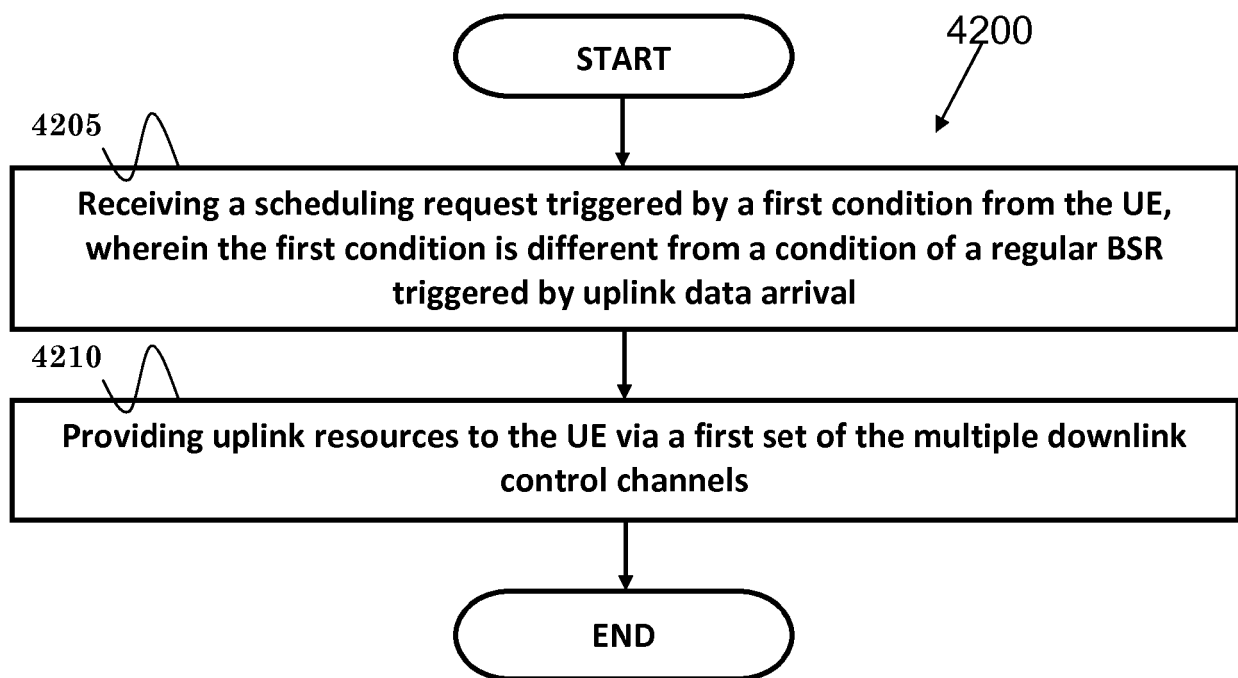 START
4200
4205
Receiving a scheduling request triggered by a first condition from the UE,
wherein the first condition is different from a condition of a regular BSR
triggered by uplink data arrival
4210
Providing uplink resources to the UE via a first set of the multiple downlink
control channels
END